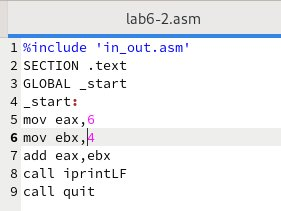 lab6-2.asm
1 %include 'in_out.asm'
2 SECTION .text
3 GLOBAL _start
4 _start:
5 mov eax,6
6 mov ebx,4
7 add eax,ebx
8 call iprintLF
9 call quit